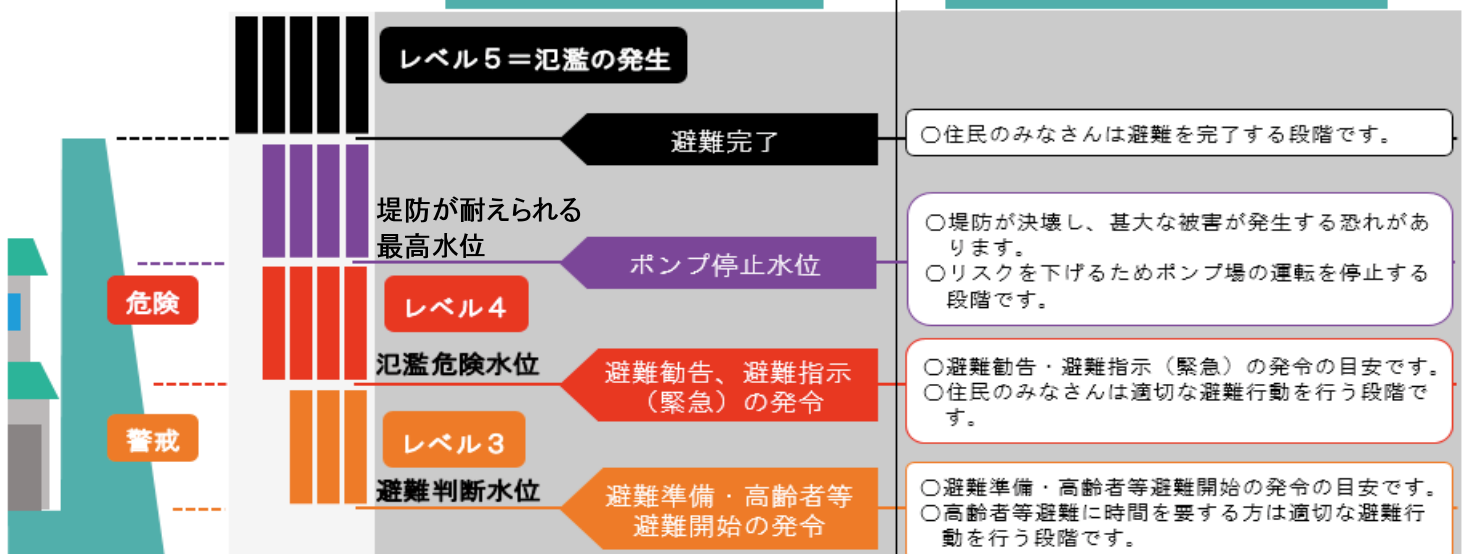 レベル５＝氾濫の発生
避難完了
○住民のみなさんは避難を完了する段階です。
堤防が耐えられる
最高水位
ポンプ停止水位
○堤防が決壊し、甚大な被害が発生する恐れがあ
ります。
○リスクを下げるためポンプ場の運転を停止する
段階です。
危険
レベル４
氾濫危険水位
避難勧告、避難指示
（緊急）の発令
○避難勧告・避難指示（緊急）の発令の目安です。
○住民のみなさんは適切な避難行動を行う段階で
す。
警戒
レベル３
避難判断水位
避難準備・高齢者等
避難開始の発令
○避難準備・高齢者等避難開始の発令の目安です。
○高齢者等避難に時間を要する方は適切な避難行
動を行う段階です。